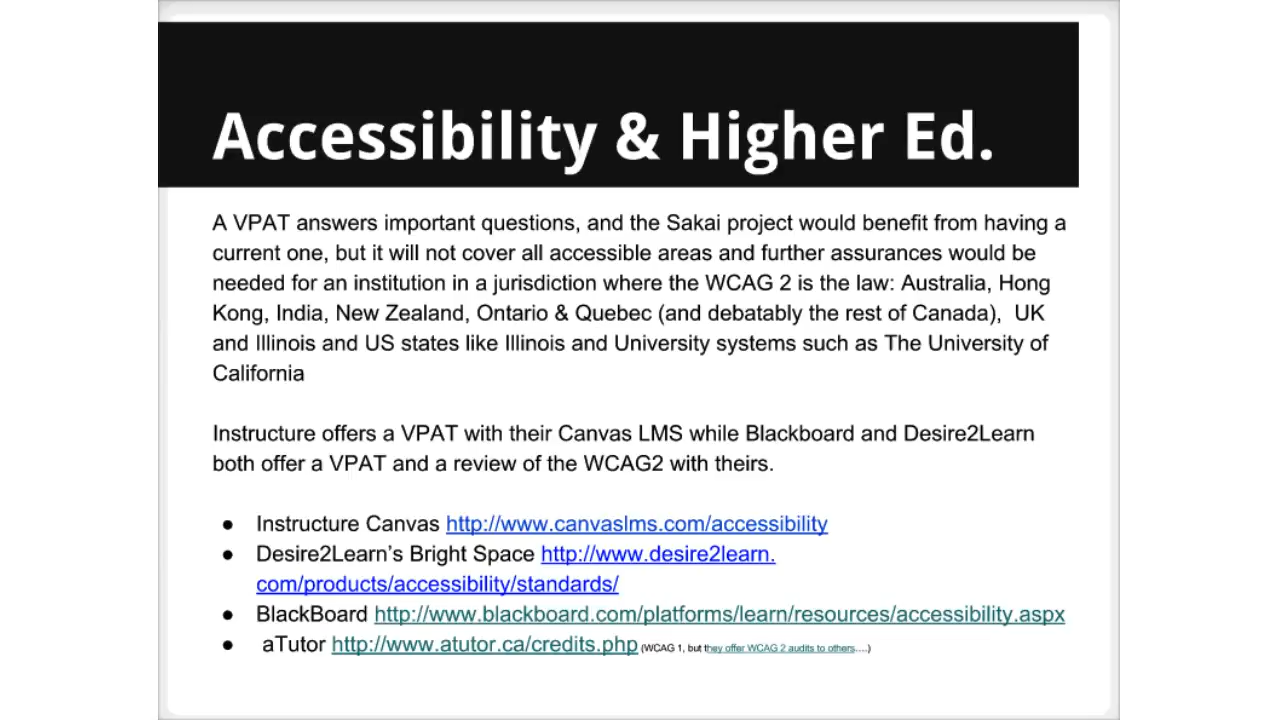 Accessibility & Higher Ed.
A VPAT answers important questions, and the Sakai project would benefit from having a
current one, but it will not cover all accessible areas and further assurances would be
needed for an institution in a jurisdiction where the WCAG 2 is the law: Australia, Hong
Kong, India, New Zealand, Ontario & Quebec (and debatably the rest of Canada),  UK
and Illinois and US states like Illinois and University systems such as The University of
California
Instructure offers a VPAT with their Canvas LMS while Blackboard and Desire2Learn
both offer a VPAT and a review of the WCAG2 with theirs.
● Instructure Canvas http://www.canvaslms.com/accessibility
● Desire2Learn’s Bright Space http://www.desire2learn.
com/products/accessibility/standards/
● BlackBoard http://www.blackboard.com/platforms/learn/resources/accessibility.aspx
● aTutor http://www.atutor.ca/credits.php (WCAG 1, but they offer WCAG 2 audits to others....)